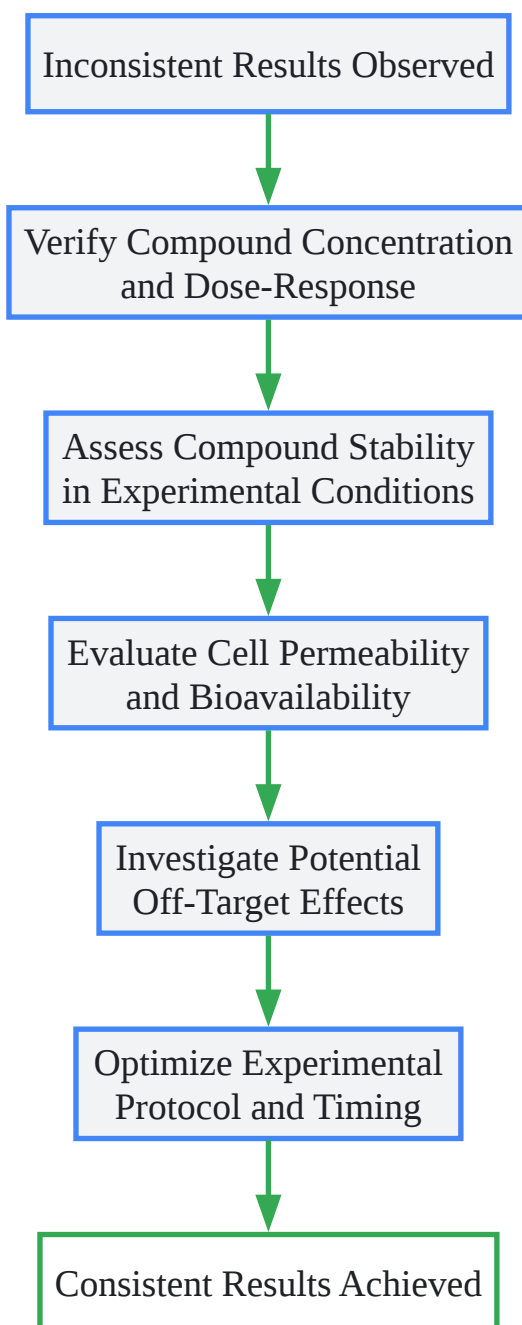 Inconsistent Results Observed
Verify Compound Concentration
and Dose-Response
Assess Compound Stability
in Experimental Conditions
Evaluate Cell Permeability
and Bioavailability
Investigate Potential
Off-Target Effects
Optimize Experimental
Protocol and Timing
Consistent Results Achieved